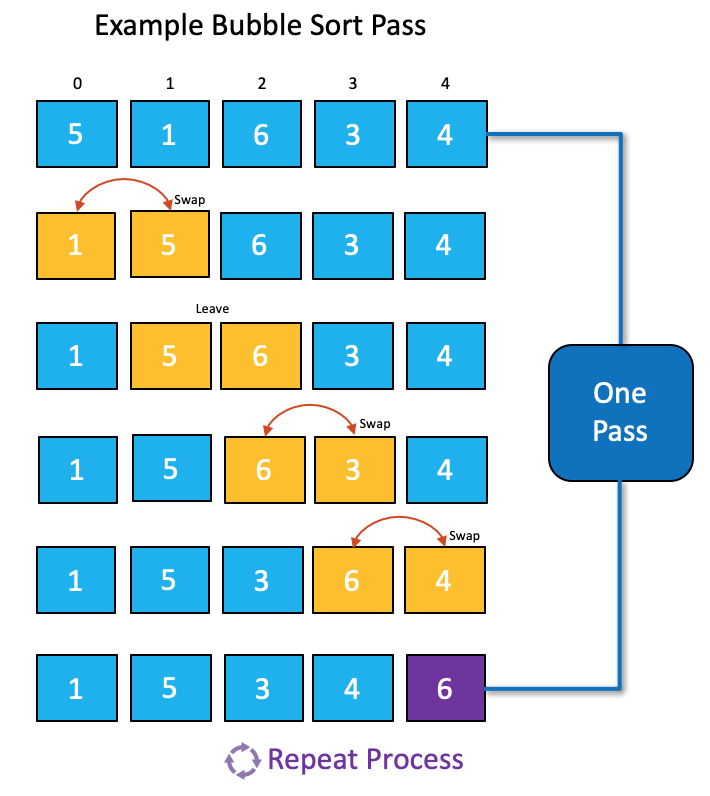 Example Bubble Sort Pass
0 1 2 3 4
5 1 6 3 4
Swap
1 5 6 3 4
Leave
1 5 6 3 4
One
Pass
Swap
1 5 6 3 4
Swap
1 5 3 6 4
1 5 3 4 6
Repeat Process